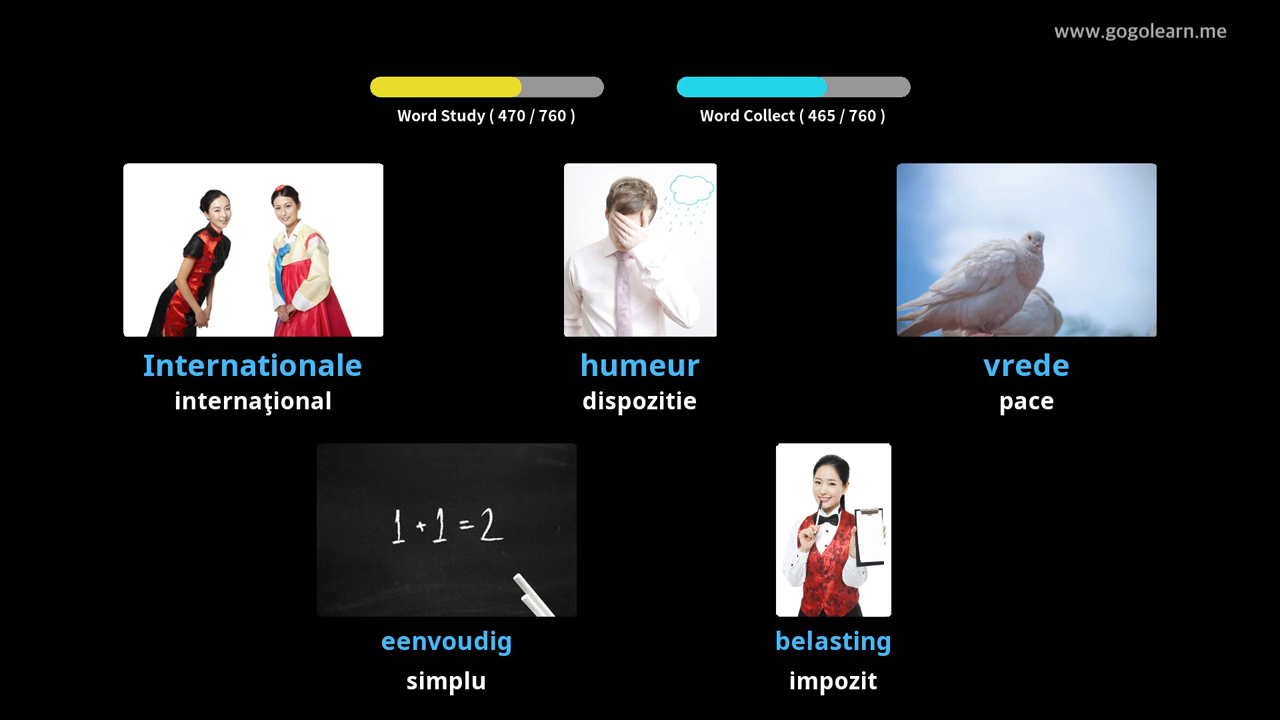 www.gogolearn.me
Word Study ( 470 / 760 )
Word Collect ( 465 / 760 )
Internationale
internaţional
humeur
dispozitie
vrede
pace
1 + 1 = 2
eenvoudig
simplu
belasting
impozit